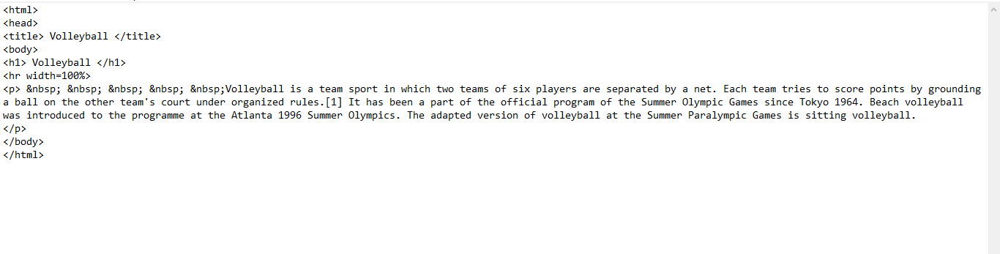 <html>
<head>
<title> Volleyball </title>
<body>
<h1> Volleyball </h1>
<hr width=100%>
<p> &nbsp; &nbsp; &nbsp; &nbsp; &nbsp;Volleyball is a team sport in which two teams of six players are separated by a net. Each team tries to score points by grounding
a ball on the other team's court under organized rules.[1] It has been a part of the official program of the Summer Olympic Games since Tokyo 1964. Beach volleyball
was introduced to the programme at the Atlanta 1996 Summer Olympics. The adapted version of volleyball at the Summer Paralympic Games is sitting volleyball.
</p>
</body>
</html>